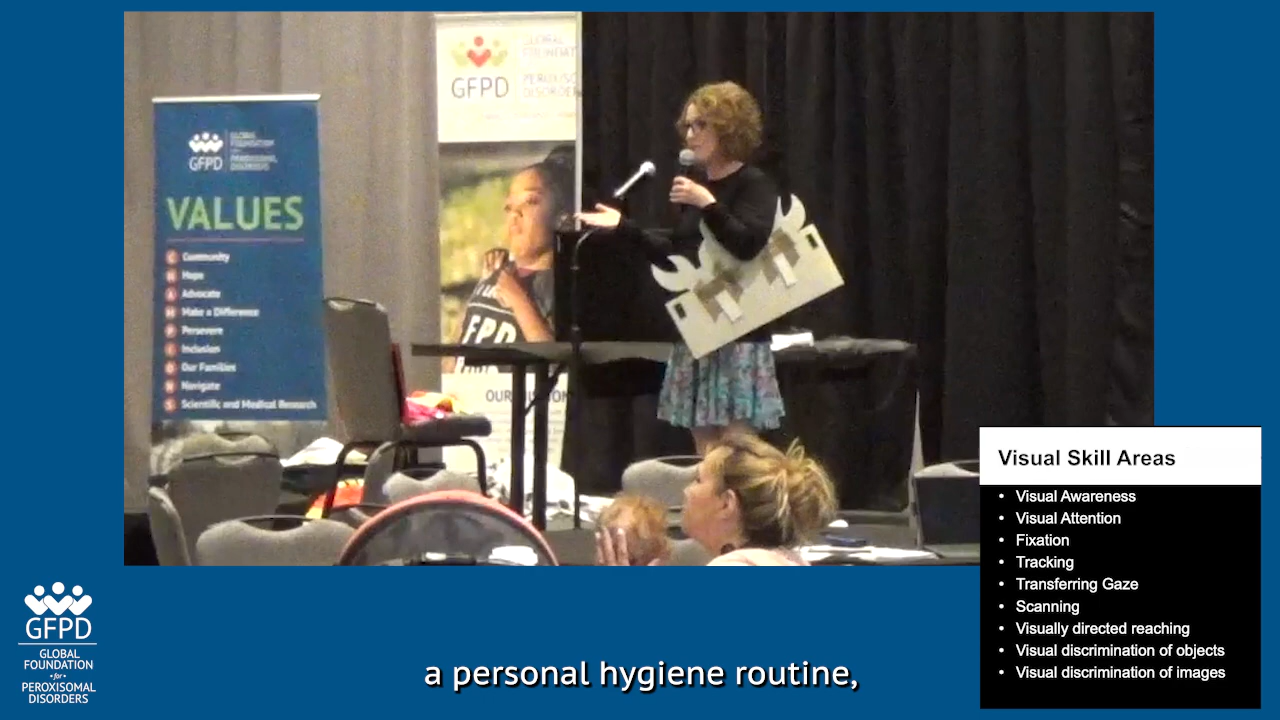 GFPD
GLOBAL
FOUNDATION
for
PEROXISOMAL
DISORDERS
VALUES
Community
Hope
Advocate
Make a Difference
Persevere
Inclusion
Our Families
Navigate
Scientific and Medical Research
GFPD
GLOBAL
DISORDERS
GFPD
OUR
Visual Skill Areas
• Visual Awareness
• Visual Attention
• Fixation
• Tracking
• Transferring Gaze
• Scanning
• Visually directed reaching
• Visual discrimination of objects
• Visual discrimination of images
GFPD
GLOBAL
FOUNDATION
•for•
PEROXISOMAL
DISORDERS
a personal hygiene routine,